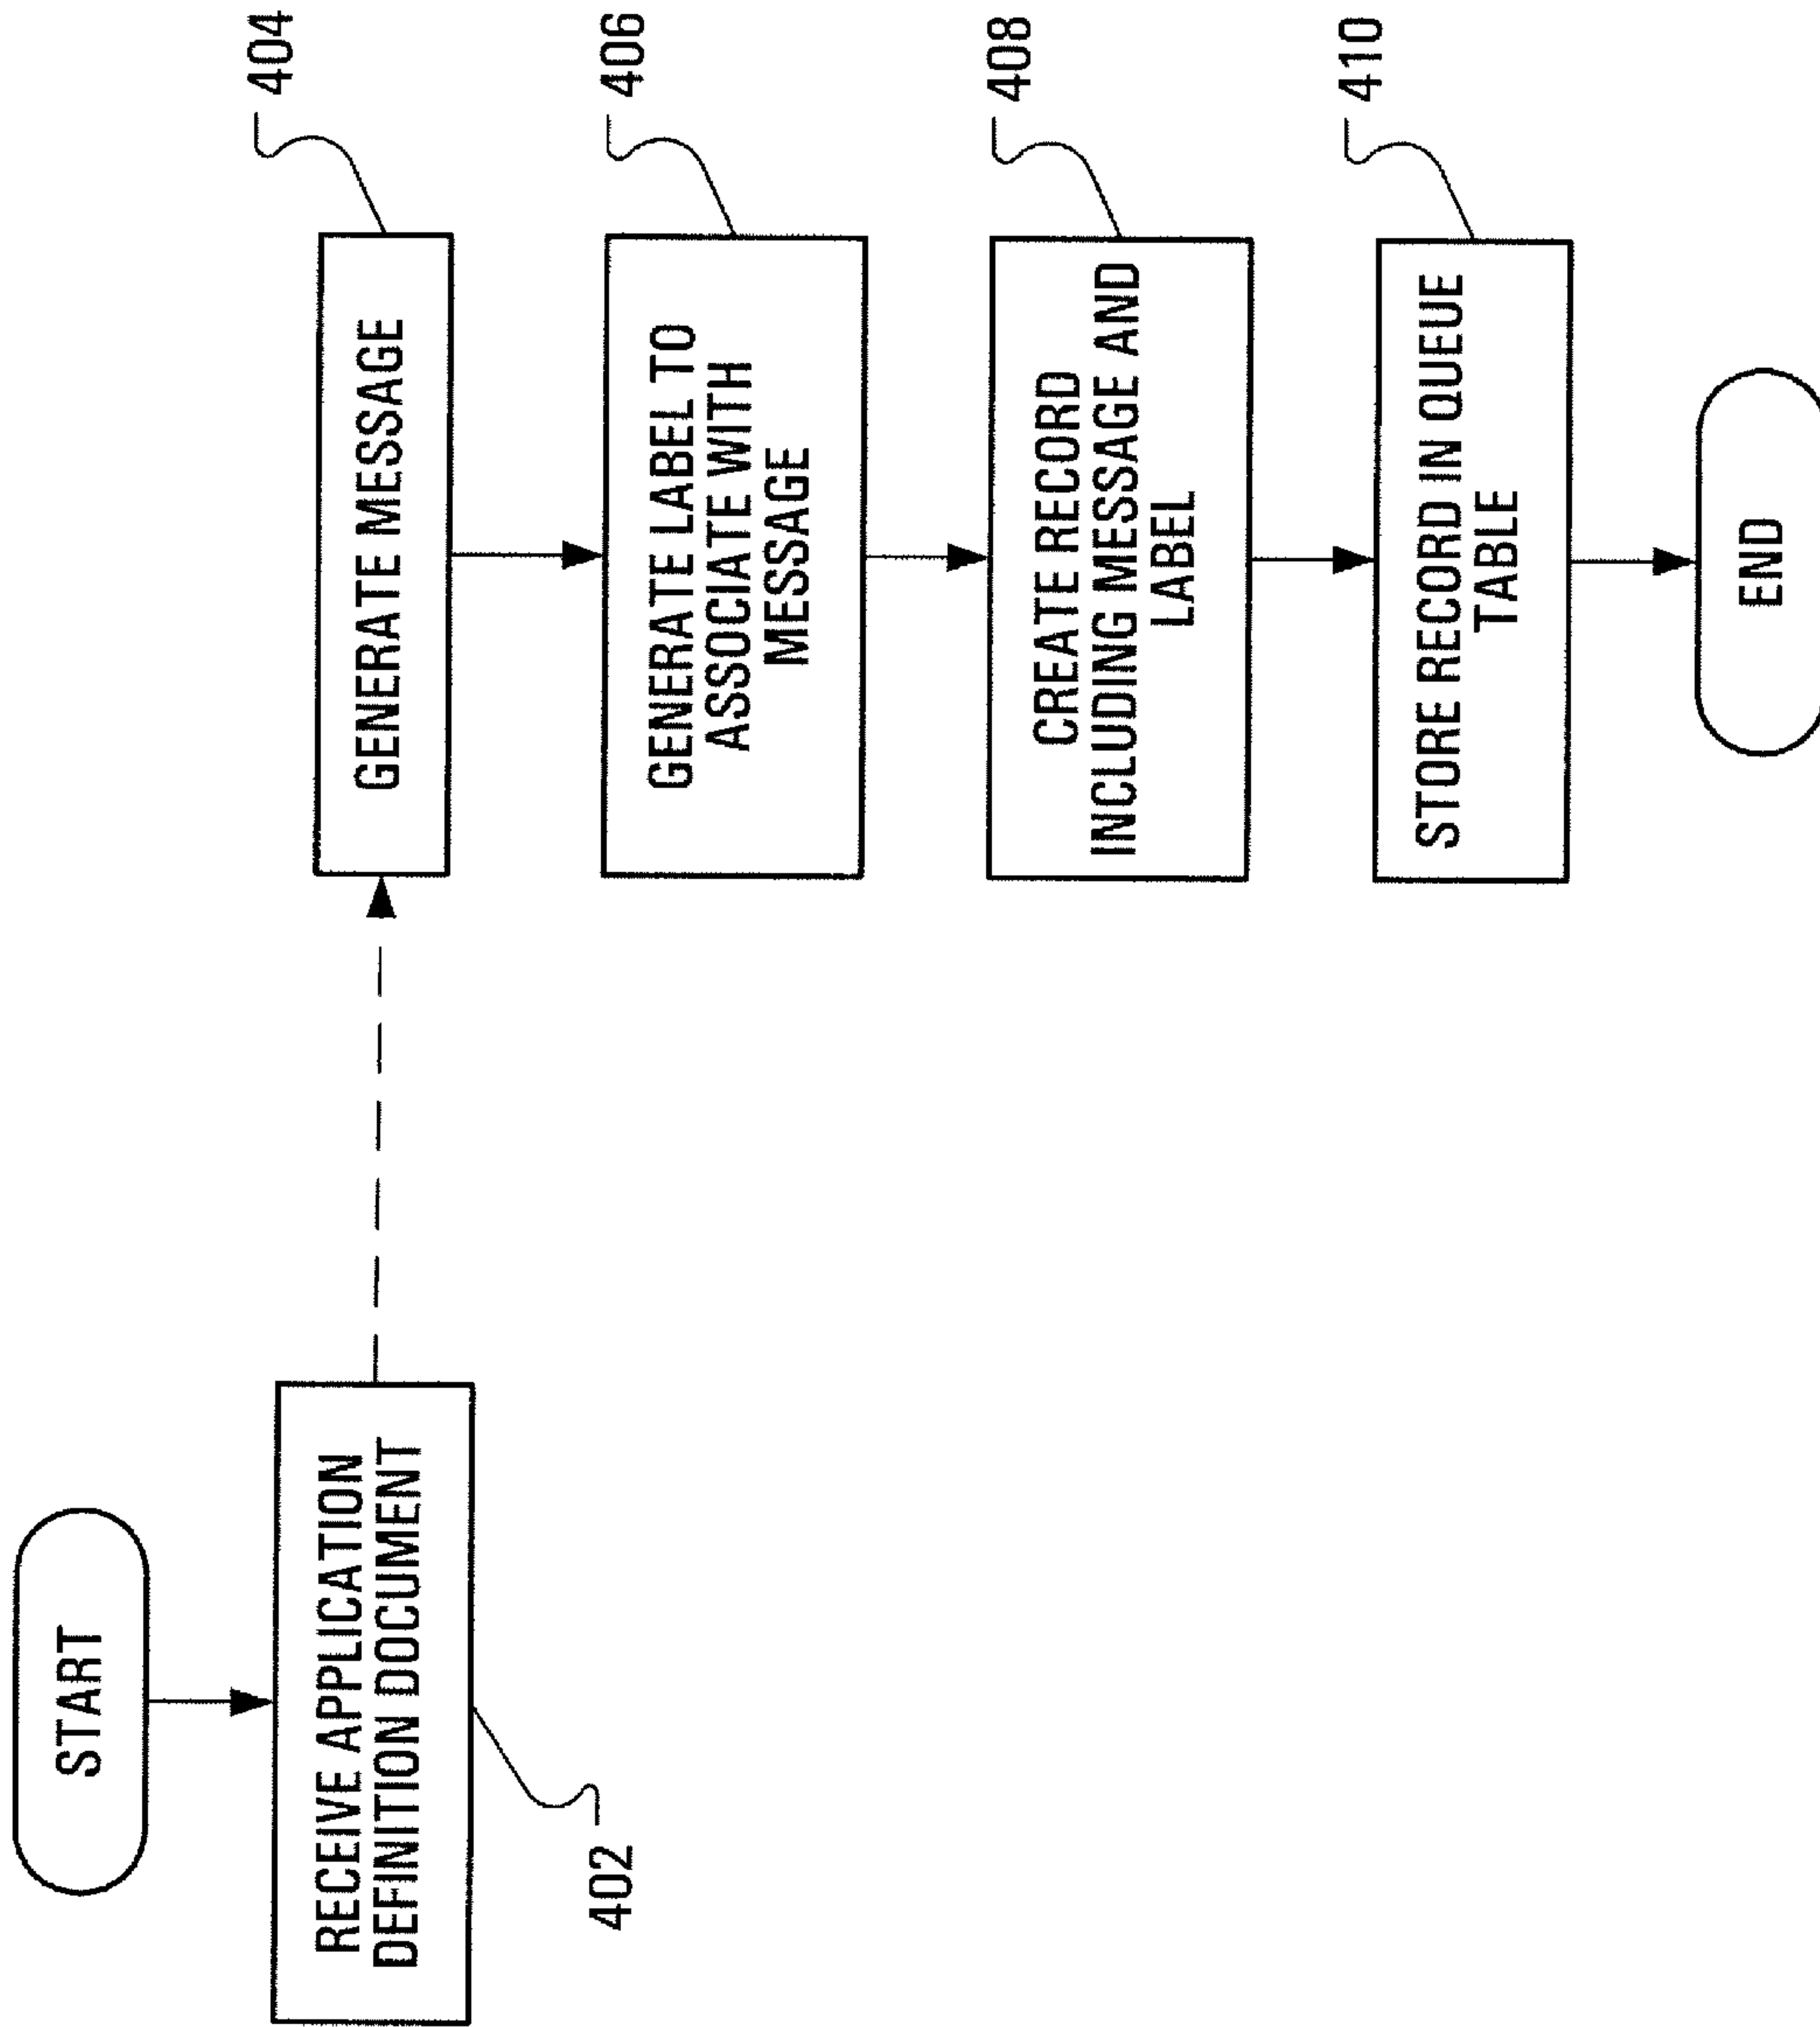 START
RECEIVE APPLICATION
DEFINITION DOCUMENT
402
GENERATE MESSAGE
404
GENERATE LABEL TO
ASSOCIATE WITH
MESSAGE
406
CREATE RECORD
INCLUDING MESSAGE AND
LABEL
408
STORE RECORD IN QUEUE
TABLE
410
END